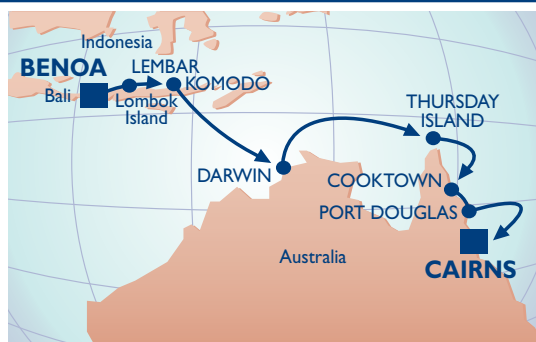 Indonesia
BENOA
LEMBAR
KOMODO
Bali
Lombok
Island
THURSDAY
ISLAND
DARWIN
COOKTOWN
PORT DOUGLAS
Australia
CAIRNS